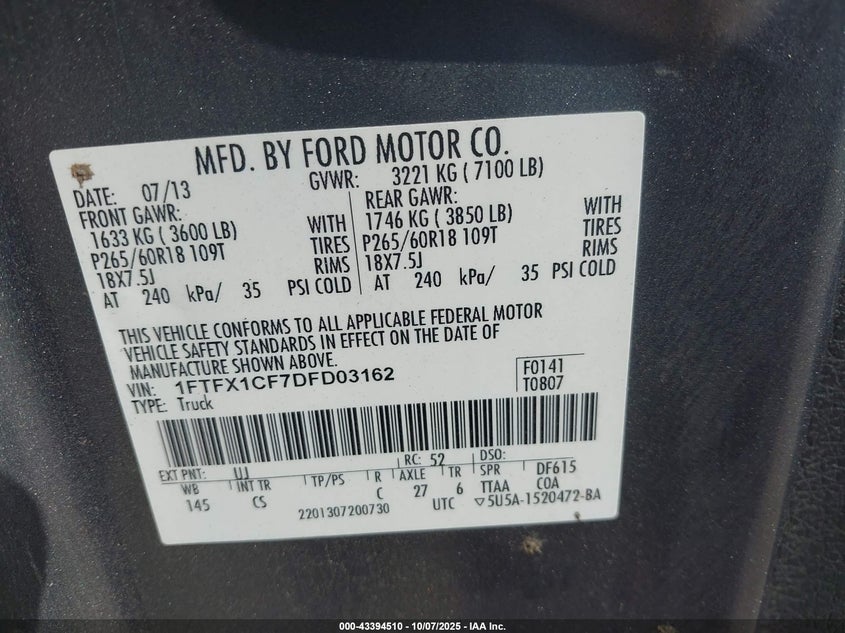 MFD. BY FORD MOTOR CO.
DATE: 07/13 GVWR: 3221 KG ( 7100 LB)
FRONT GAWR: REAR GAWR:
1633 KG ( 3600 LB) WITH 1746 KG ( 3850 LB) WITH
P265/60R18 109T TIRES P265/60R18 109T TIRES
18X7.5J RIMS 18X7.5J RIMS
AT 240 kPa/ 35 PSI COLD AT 240 kPa/ 35 PSI COLD
THIS VEHICLE CONFORMS TO ALL APPLICABLE FEDERAL MOTOR
VEHICLE SAFETY STANDARDS IN EFFECT ON THE DATE OF
MANUFACTURE SHOWN ABOVE.
VIN: 1FTFX1CF7DFD03162 F0141
TYPE: Truck T0807
EXT PNT: UJ RC: 52 DSO:
WB INT TR TP/PS R AXLE TR SPR DF615
145 CS C 27 6 TTAA COA
2201307200730 UTC ▽5U5A-1520472-BA
000-43394510 - 10/07/2025 - IAA Inc.